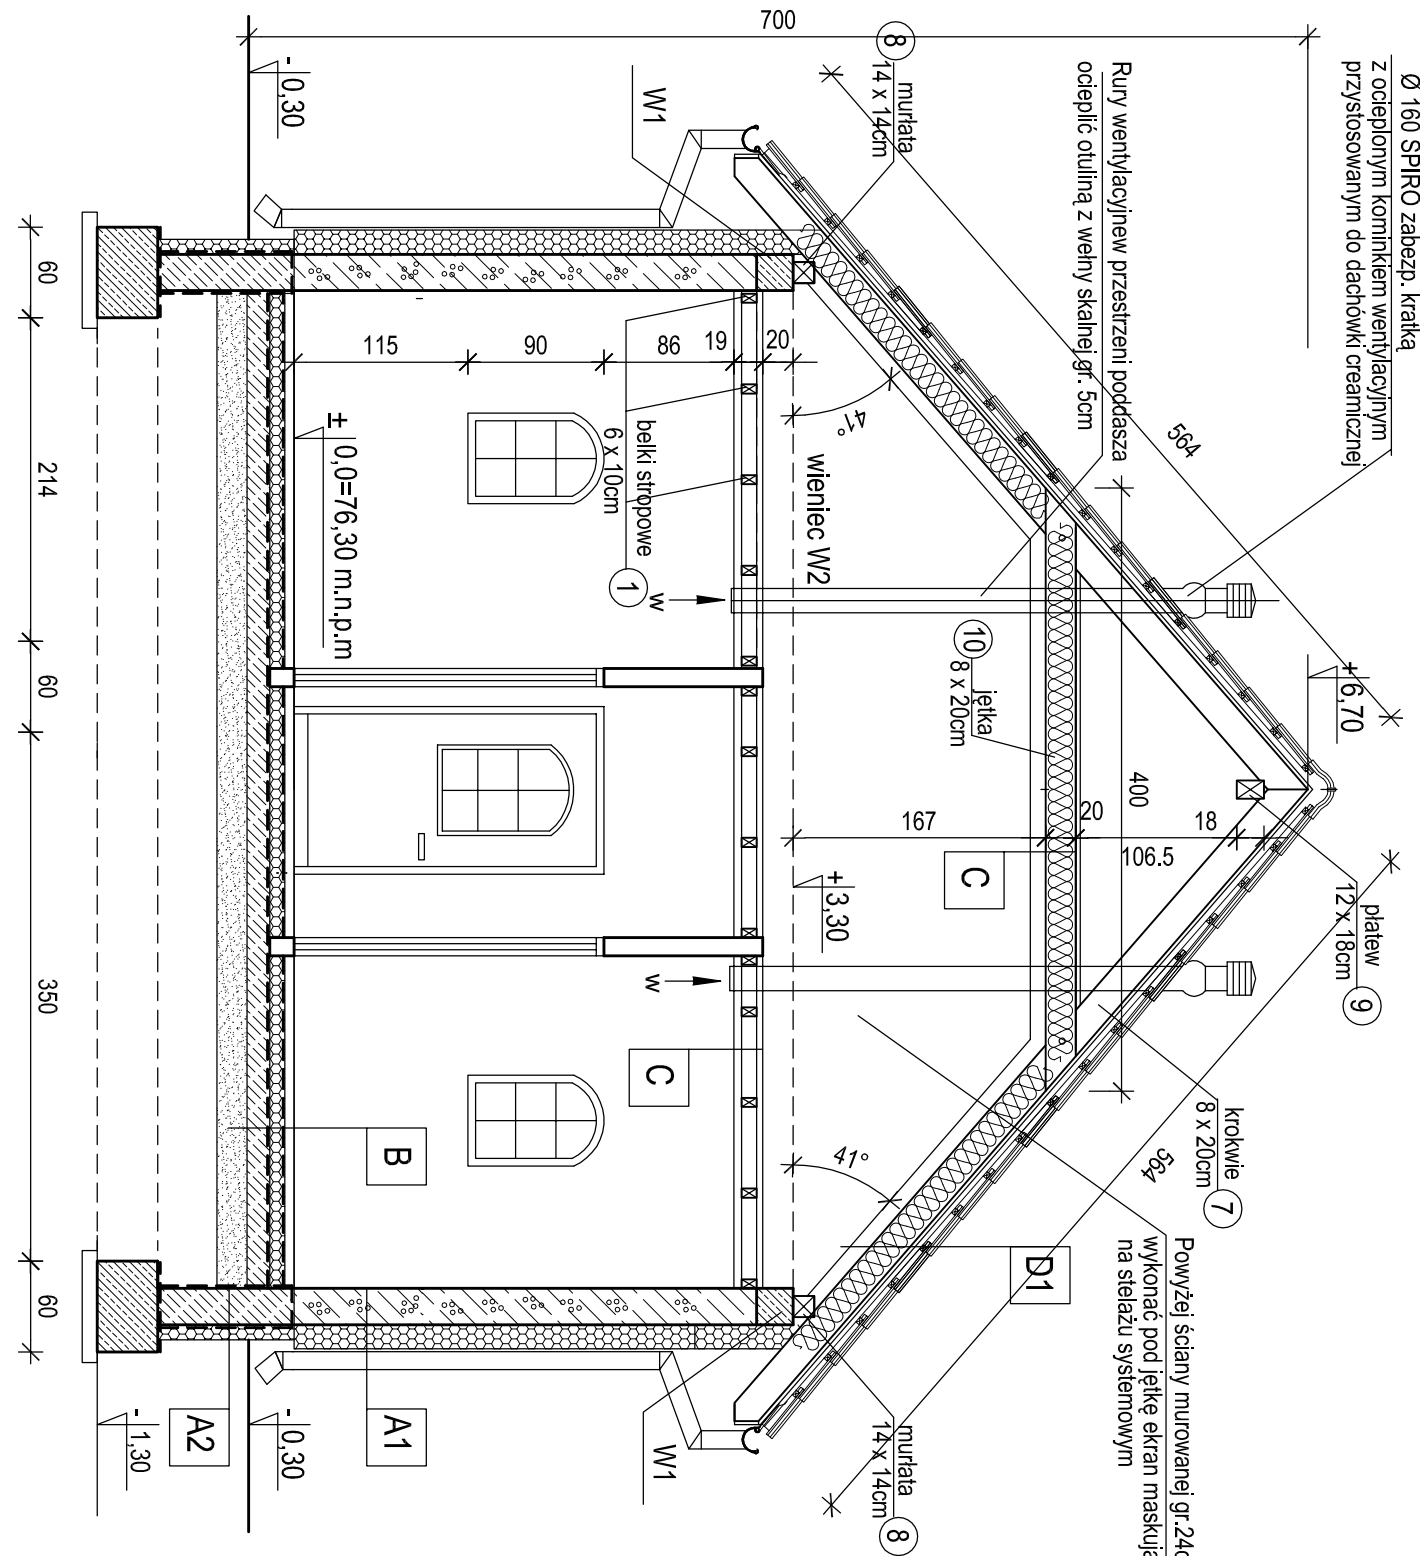 Ø 160 SPIRO zabezp. kratką
z ociepl­onym kominkiem wentylacyjnym
przystosowanym do dachówki creamicznej
Rury wentylacyjnew przestrzeni poddasza
ocieplić otuliną z wełny skalnej gr. 5cm
murłata
14 x 14cm
8
W1
700
- 0,30
564
+ 6,70
płatew
12 x 18cm
9
krokwie
8 x 20cm
7
Powyżej ściany murowanej gr.24
wykonać pod jętkę ekran
na stelażu systemowym
400
18
106.5
20
167
jętka
8 x 20cm
10
C
+ 3,30
564
41°
41°
D1
wieniec W2
belki stropowe
6 x 10cm
1
w
w
C
20
19
86
90
115
± 0,0=76,30 m.n.p.m
B
A1
A2
W1
murłata
14 x 14cm
8
- 0,30
- 1,30
60
214
60
350
60